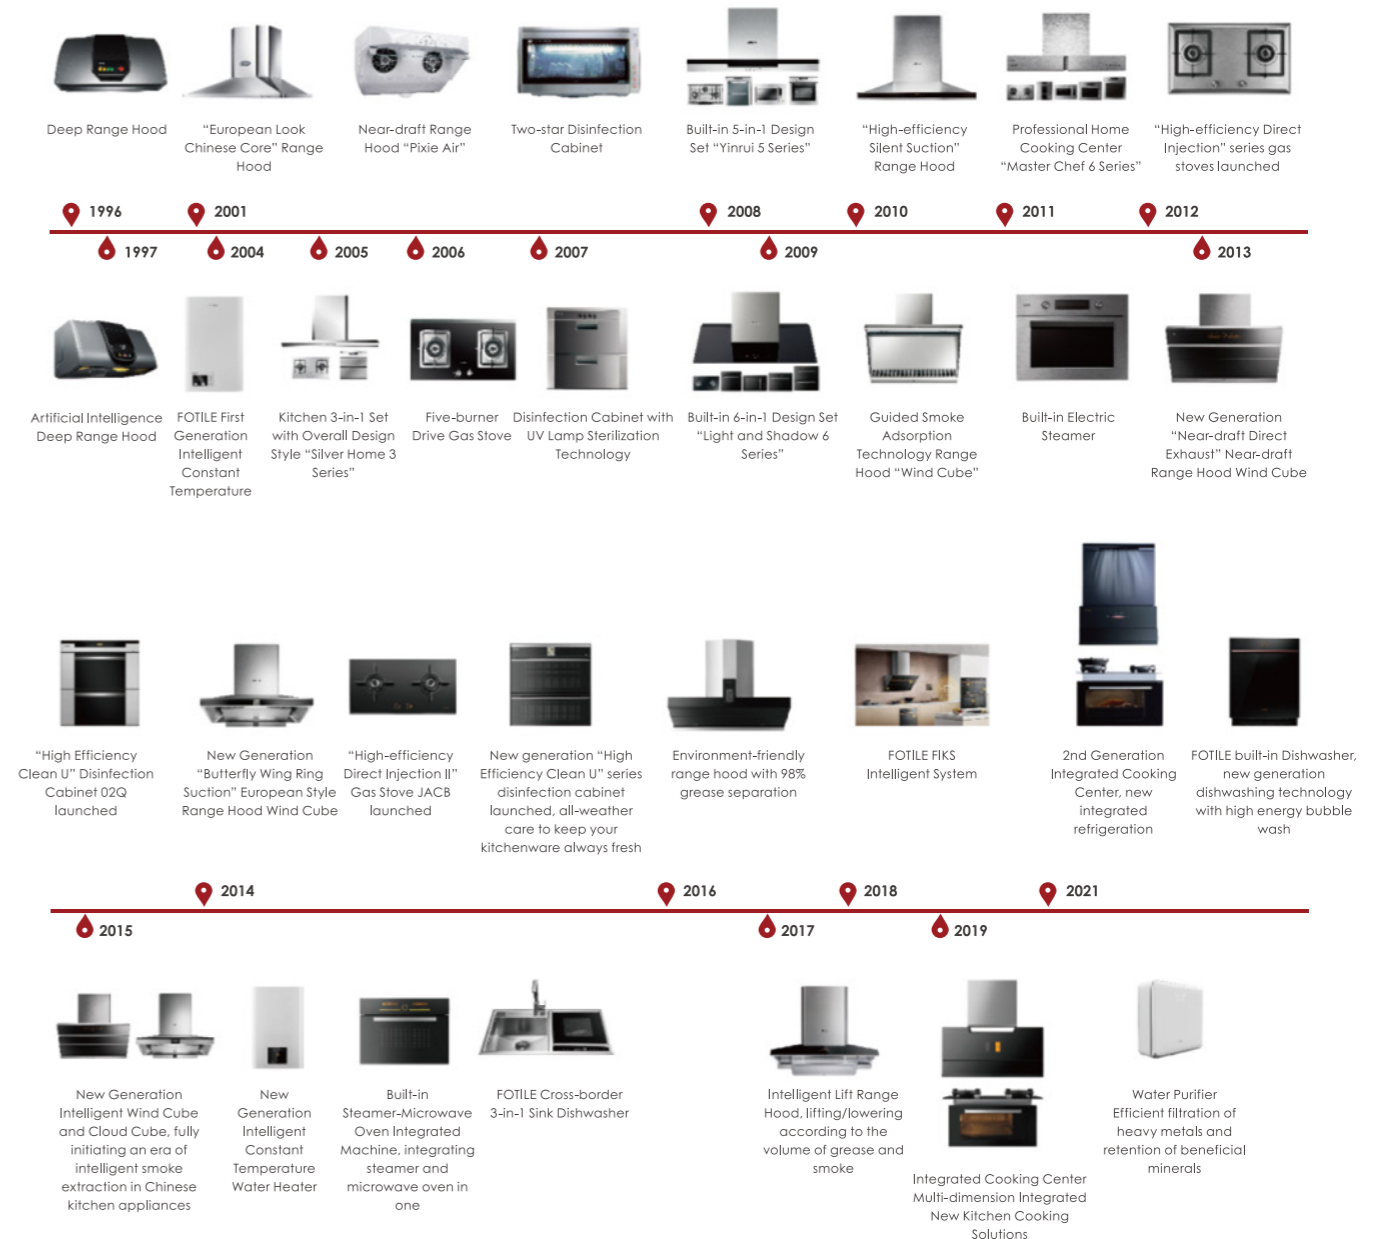 Deep Range Hood
“European Look
Chinese Core” Range
Hood
Near-draft Range
Hood “Pixie Air”
Two-star Disinfection
Cabinet
Built-in 5-in-1 Design
Set “Yinrui 5 Series”
“High-efficiency
Silent Suction”
Range Hood
Professional Home
Cooking Center
“Master Chef 6 Series”
“High-efficiency Direct
Injection” series gas
stoves launched
1996
2001
2008
2010
2011
2012
1997
2004
2005
2006
2007
2009
2013
Artificial Intelligence
Deep Range Hood
FOTILE First
Generation
Intelligent
Constant
Temperature
Kitchen 3-in-1 Set
with Overall Design
Style “Silver Home 3
Series”
Five-burner
Drive Gas Stove
Disinfection Cabinet with
UV Lamp Sterilization
Technology
Built-in 6-in-1 Design Set
“Light and Shadow 6
Series”
Guided Smoke
Adsorption
Technology Range
Hood “Wind Cube”
Built-in Electric
Steamer
New Generation
“Near-draft Direct
Exhaust” Near-draft
Range Hood Wind Cube
“High Efficiency
Clean U” Disinfection
Cabinet 02Q
launched
New Generation
“Butterfly Wing Ring
Suction” European Style
Range Hood Wind Cube
“High-efficiency
Direct Injection II”
Gas Stove JACB
launched
New generation “High
Efficiency Clean U” series
disinfection cabinet
launched, all-weather
care to keep your
kitchenware always fresh
Environment-friendly
range hood with 98%
grease separation
FOTILE FIKS
Intelligent System
2nd Generation
Integrated Cooking
Center, new
integrated
refrigeration
FOTILE built-in Dishwasher,
new generation
dishwashing technology
with high energy bubble
wash
2014
2016
2018
2021
2015
2017
2019
New Generation
Intelligent Wind Cube
and Cloud Cube, fully
initiating an era of
intelligent smoke
extraction in Chinese
kitchen appliances
New
Generation
Intelligent
Constant
Temperature
Water Heater
Built-in
Steamer-Microwave
Oven Integrated
Machine, integrating
steamer and
microwave oven in
one
FOTILE Cross-border
3-in-1 Sink Dishwasher
Intelligent Lift Range
Hood, lifting/lowering
according to the
volume of grease and
smoke
Integrated Cooking Center
Multi-dimension Integrated
New Kitchen Cooking
Solutions
Water Purifier
Efficient filtration of
heavy metals and
retention of beneficial
minerals